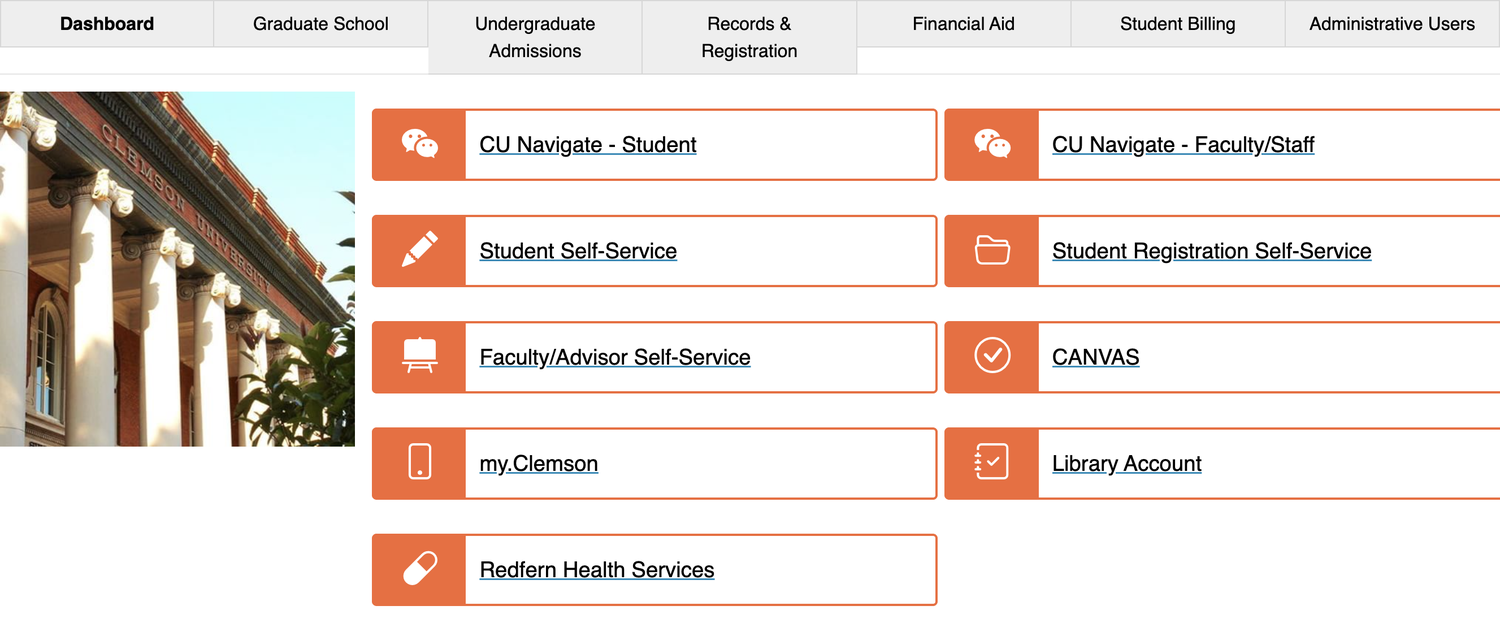 Dashboard
Graduate School
Undergraduate
Admissions
Records &
Registration
Financial Aid
Student Billing
Administrative Users
CLEMSON UNIVERSITY
CU Navigate - Student
CU Navigate - Faculty/Staff
Student Self-Service
Student Registration Self-Service
Faculty/Advisor Self-Service
CANVAS
my.Clemson
Library Account
Redfern Health Services